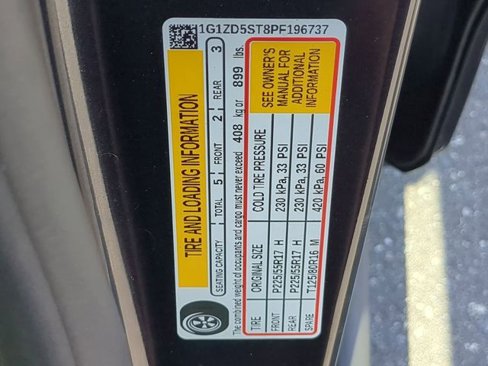 1G1ZD5ST8PF196737
TIRE AND LOADING INFORMATION
SEATING CAPACITY TOTAL 5 FRONT 2 REAR 3
The combined weight of occupants and cargo must never exceed 408 kg or 899 lbs.
TIRE ORIGINAL SIZE COLD TIRE PRESSURE
FRONT P225/55R17 H 230 kPa, 33 PSI
REAR P225/55R17 H 230 kPa, 33 PSI
SPARE T125/80R16 M 420 kPa, 60 PSI
SEE OWNER'S
MANUAL FOR
ADDITIONAL
INFORMATION